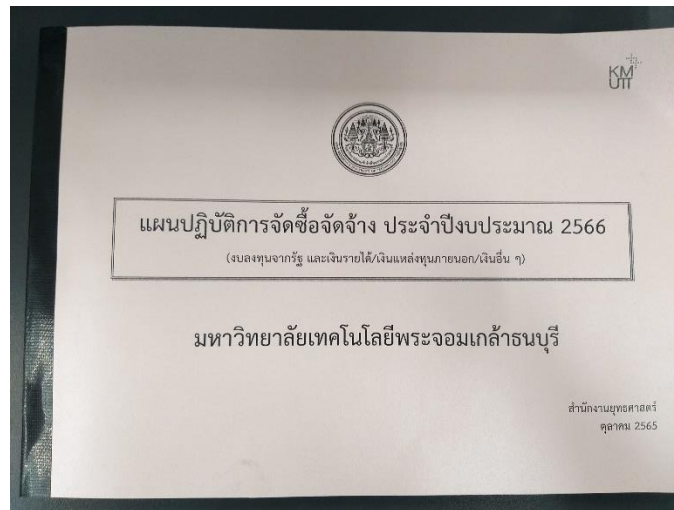 KM
UTT
แผนปฏิบัติการจัดซื้อจัดจ้าง ประจำปีงบประมาณ 2566
(งบลงทุนจากรัฐ และเงินรายได้/เงินแหล่งทุนภายนอก/เงินอื่น ๆ)
มหาวิทยาลัยเทคโนโลยีพระจอมเกล้าธนบุรี
สำนักงานยุทธศาสตร์
ตุลาคม 2565